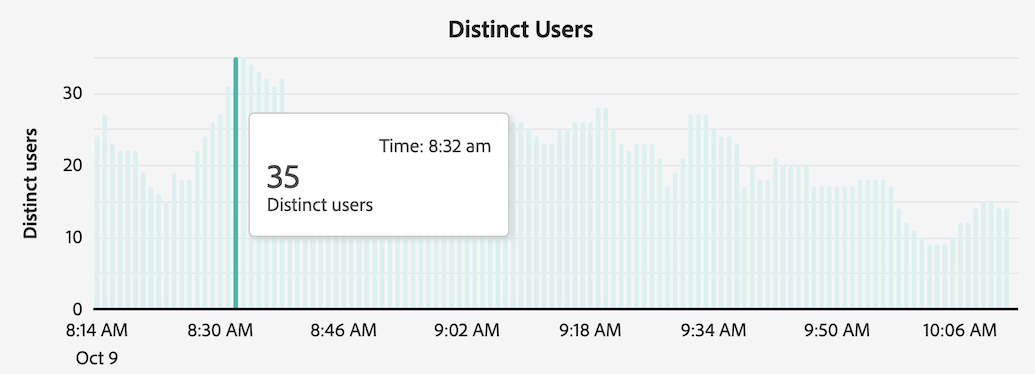 Distinct Users
Distinct users
30
20
10
0
Time: 8:32 am
35
Distinct users
8:14 AM 8:30 AM 8:46 AM 9:02 AM 9:18 AM 9:34 AM 9:50 AM 10:06 AM
Oct 9